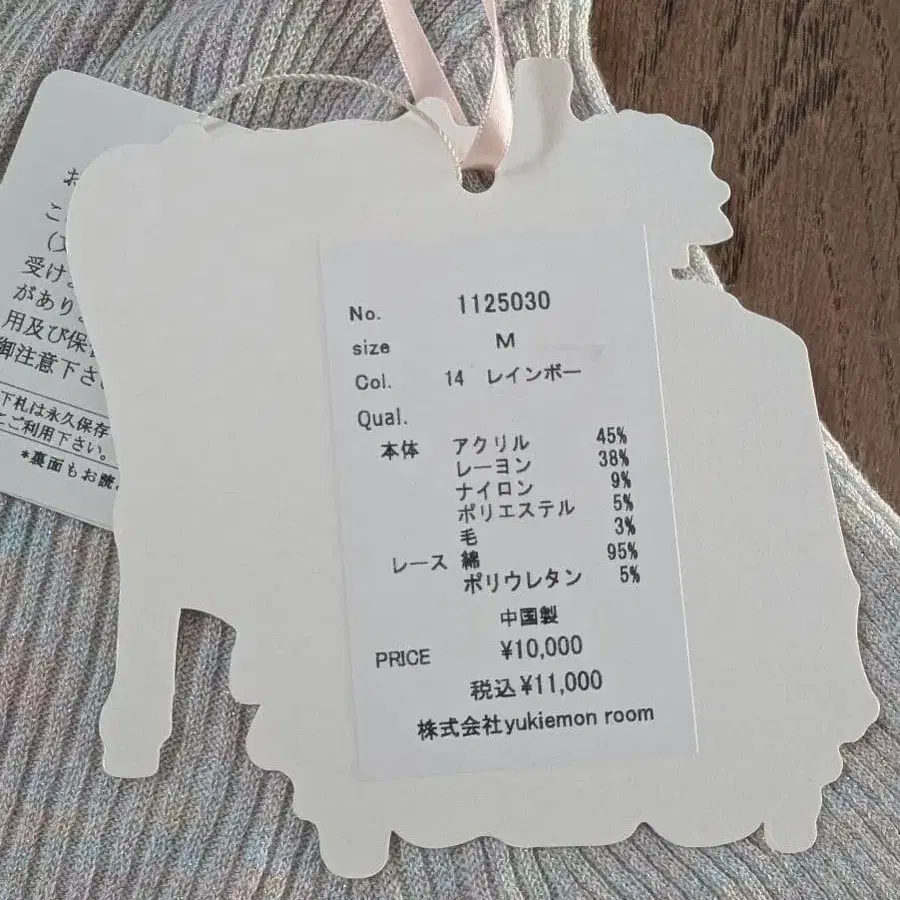 No. 1125030
size M
Col. 14 レインボー
Qual.
本体 アクリル 45%
レーヨン 38%
ナイロン 9%
ポリエステル 5%
毛 3%
レース 綿 95%
ポリウレタン 5%
中国製
PRICE ¥10,000
税込¥11,000
株式会社yukiemon room
お
こ
受け
があり
用及び保
御注意下さ
下札は永久保存
ご利用下さい。
*裏面もお読